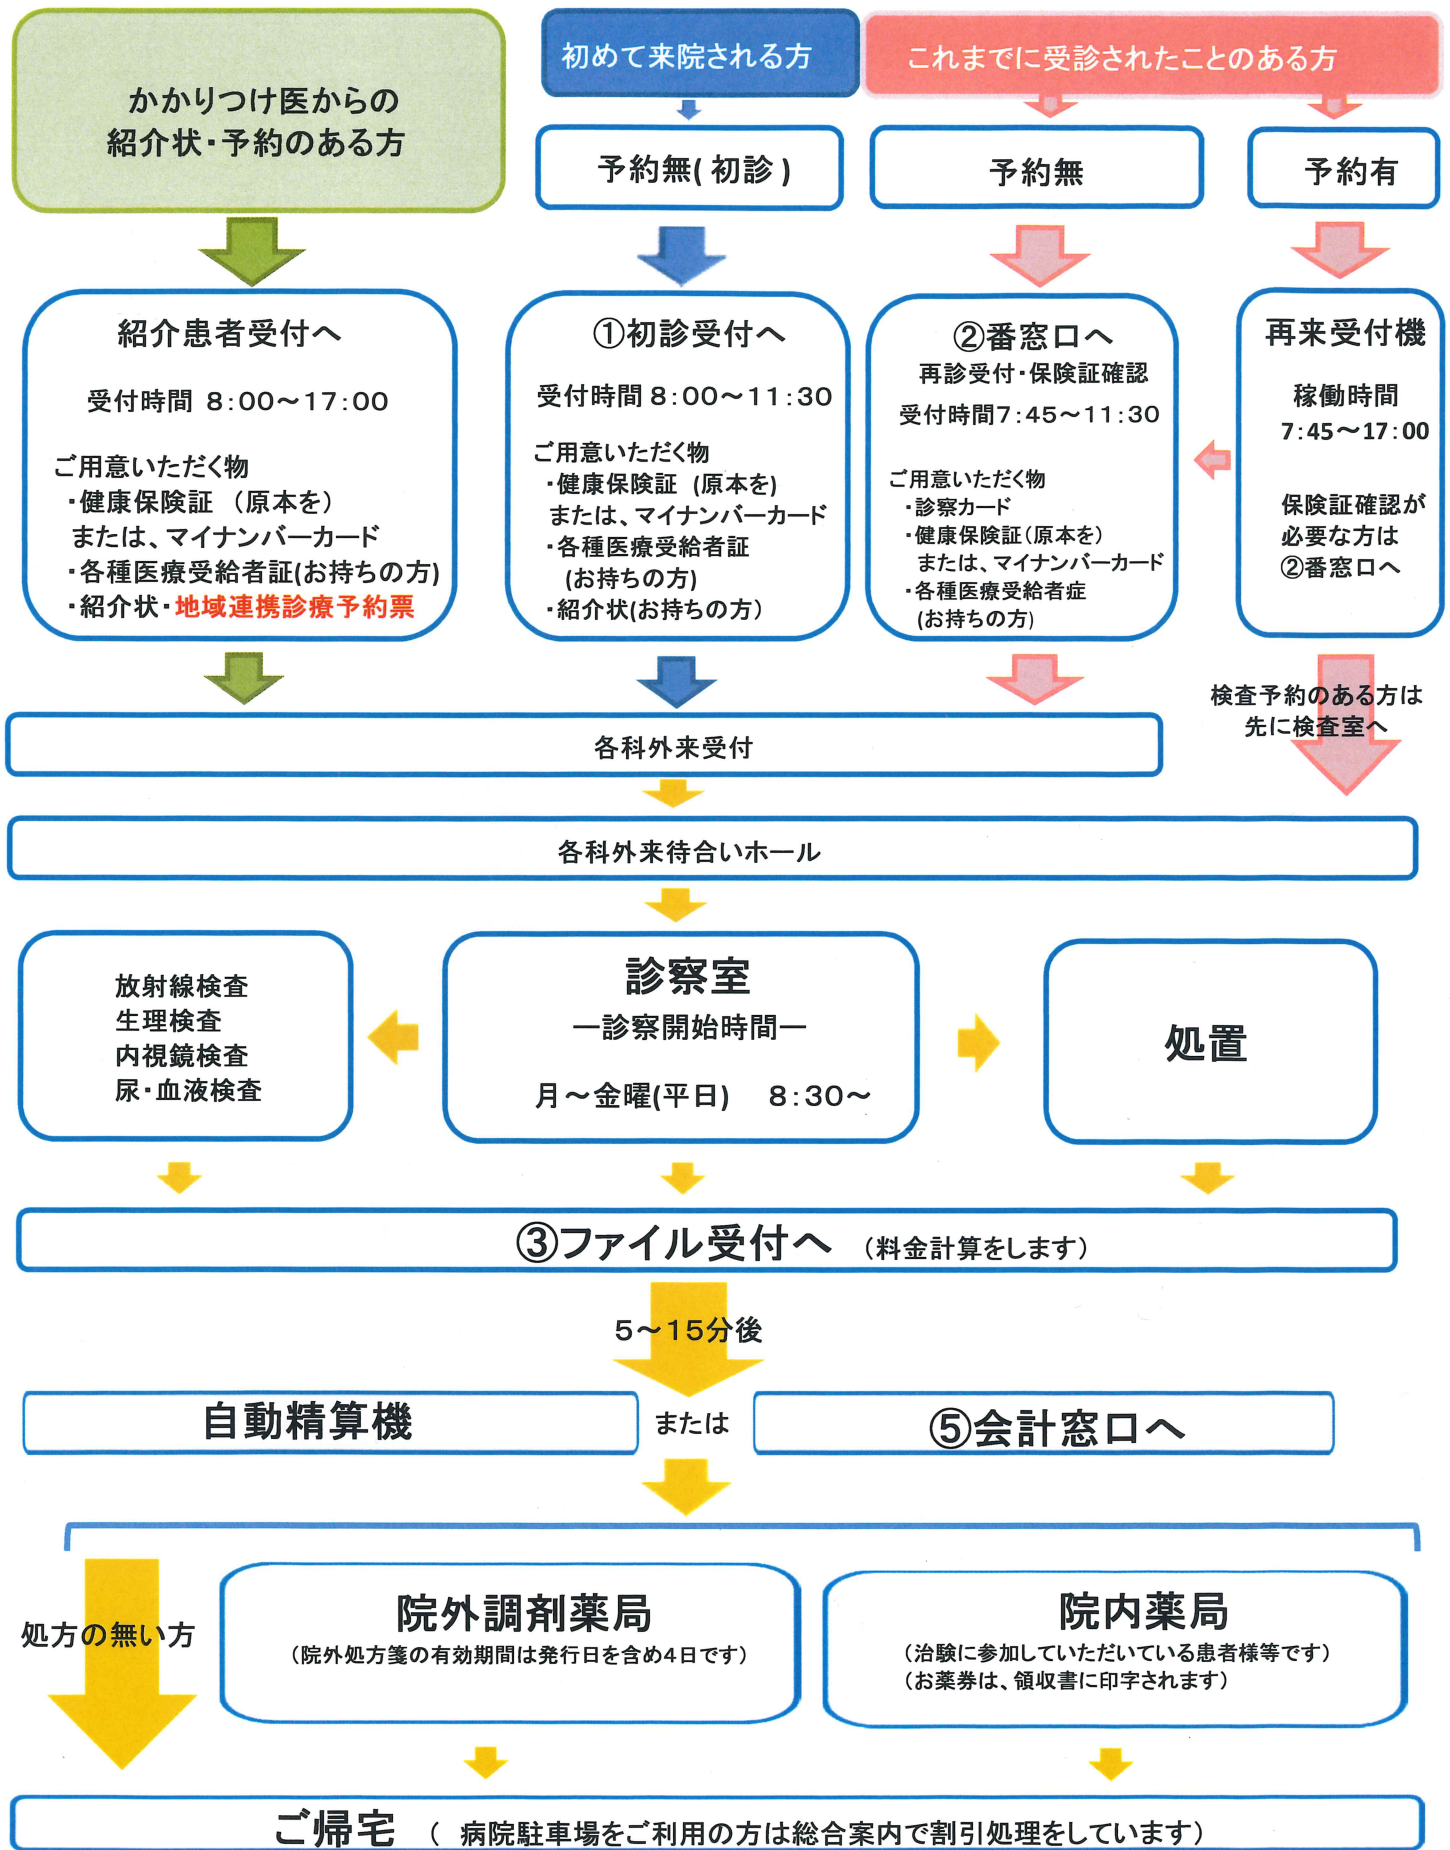 かかりつけ医からの
紹介状・予約のある方
初めて来院される方
これまでに受診されたことのある方
予約無(初診)
予約無
予約有
紹介患者受付へ
受付時間 8:00～17:00
ご用意いただく物
・健康保険証 (原本を)
または、マイナンバーカード
・各種医療受給者証(お持ちの方)
・紹介状・地域連携診療予約票
①初診受付へ
受付時間 8:00～11:30
ご用意いただく物
・健康保険証 (原本を)
または、マイナンバーカード
・各種医療受給者証
(お持ちの方)
・紹介状(お持ちの方)
②番窓口へ
再診受付・保険証確認
受付時間7:45～11:30
ご用意いただく物
・診察カード
・健康保険証(原本を)
または、マイナンバーカード
・各種医療受給者症
(お持ちの方)
再来受付機
稼働時間
7:45～17:00
保険証確認が
必要な方は
②番窓口へ
検査予約のある方は
先に検査室へ
各科外来受付
各科外来待合いホール
放射線検査
生理検査
内視鏡検査
尿・血液検査
診察室
―診察開始時間―
月～金曜(平日) 8:30～
処置
③ファイル受付へ (料金計算をします)
5～15分後
自動精算機
または
⑤会計窓口へ
処方の無い方
院外調剤薬局
(院外処方箋の有効期間は発行日を含め4日です)
院内薬局
(治験に参加していただいている患者様等です)
(お薬券は、領収書に印字されます)
ご帰宅 ( 病院駐車場をご利用の方は総合案内で割引処理をしています)